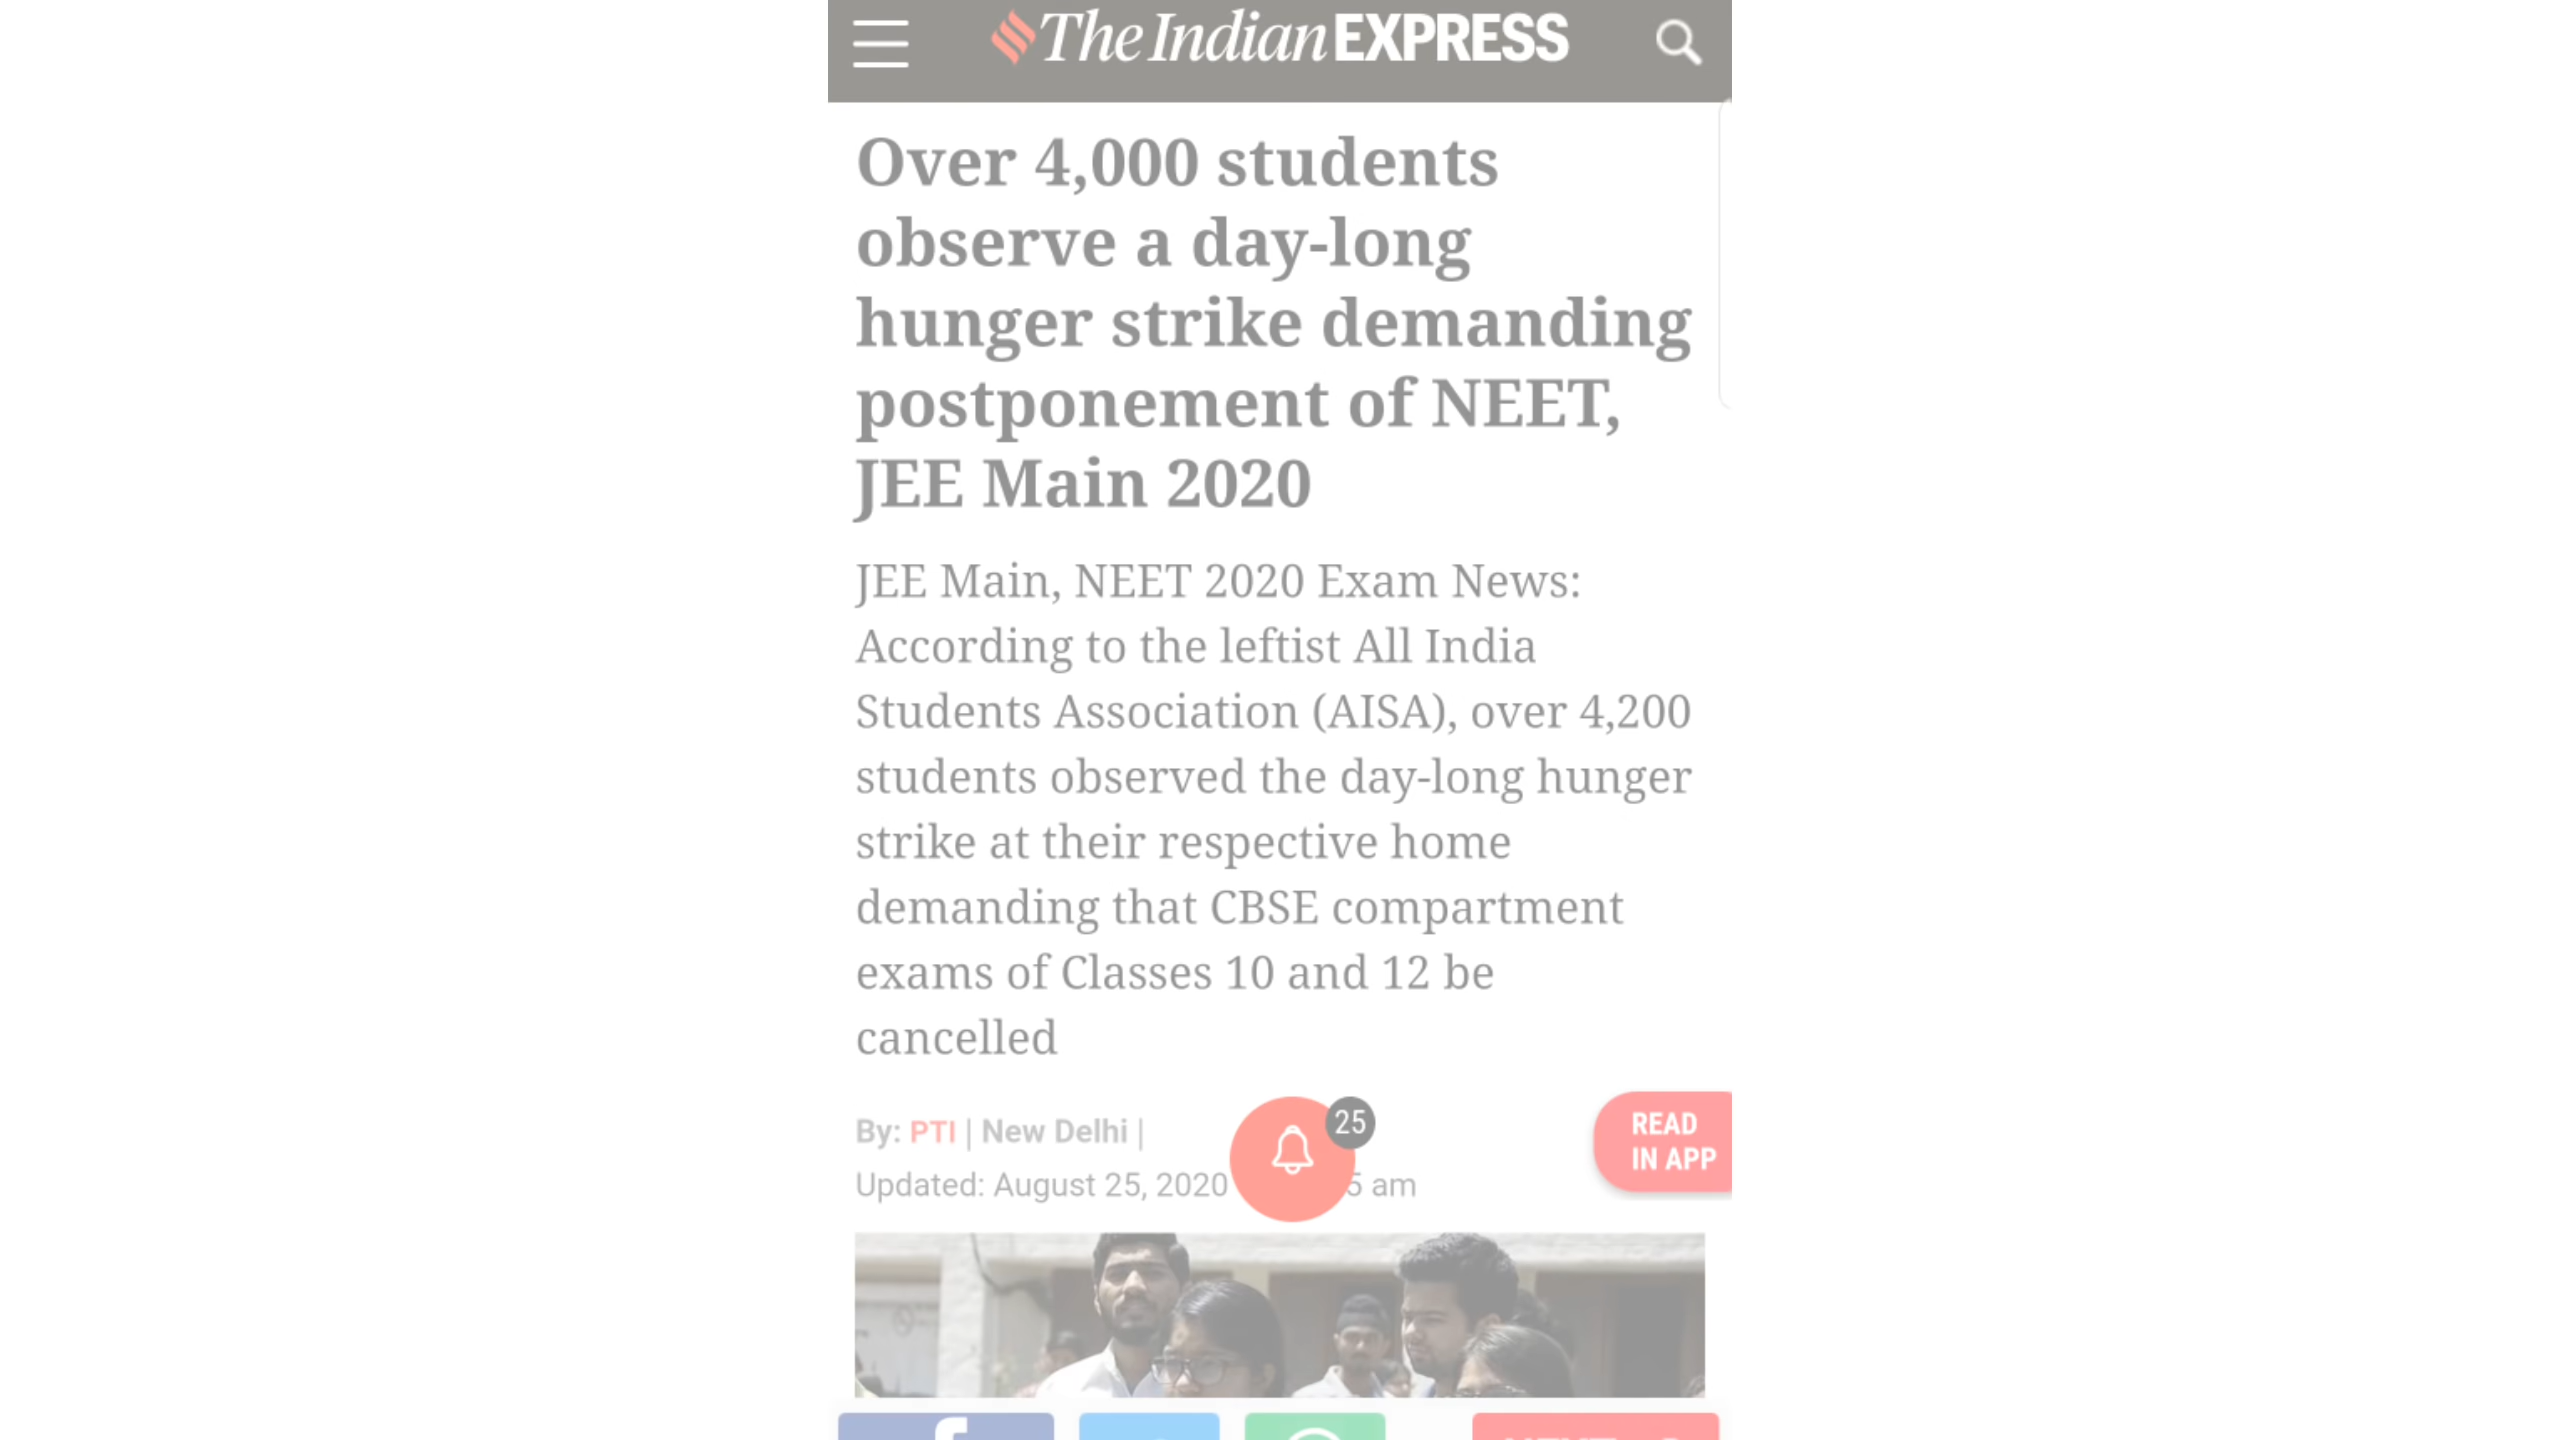 The Indian EXPRESS
Over 4,000 students
observe a day-long
hunger strike demanding
postponement of NEET,
JEE Main 2020
JEE Main, NEET 2020 Exam News:
According to the leftist All India
Students Association (AISA), over 4,200
students observed the day-long hunger
strike at their respective home
demanding that CBSE compartment
exams of Classes 10 and 12 be
cancelled
By: PTI | New Delhi |
25
READ
IN APP
Updated: August 25, 2020 5 am